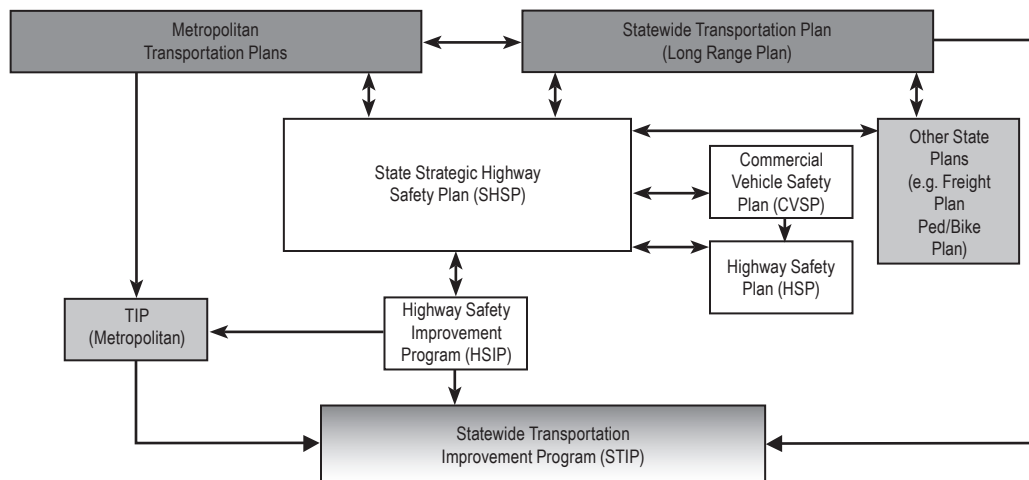 Metropolitan
Transportation Plans
Statewide Transportation Plan
(Long Range Plan)
State Strategic Highway
Safety Plan (SHSP)
Commercial
Vehicle Safety
Plan (CVSP)
Other State
Plans
(e.g. Freight
Plan
Ped/Bike
Plan)
Highway Safety
Plan (HSP)
TIP
(Metropolitan)
Highway Safety
Improvement
Program (HSIP)
Statewide Transportation
Improvement Program (STIP)